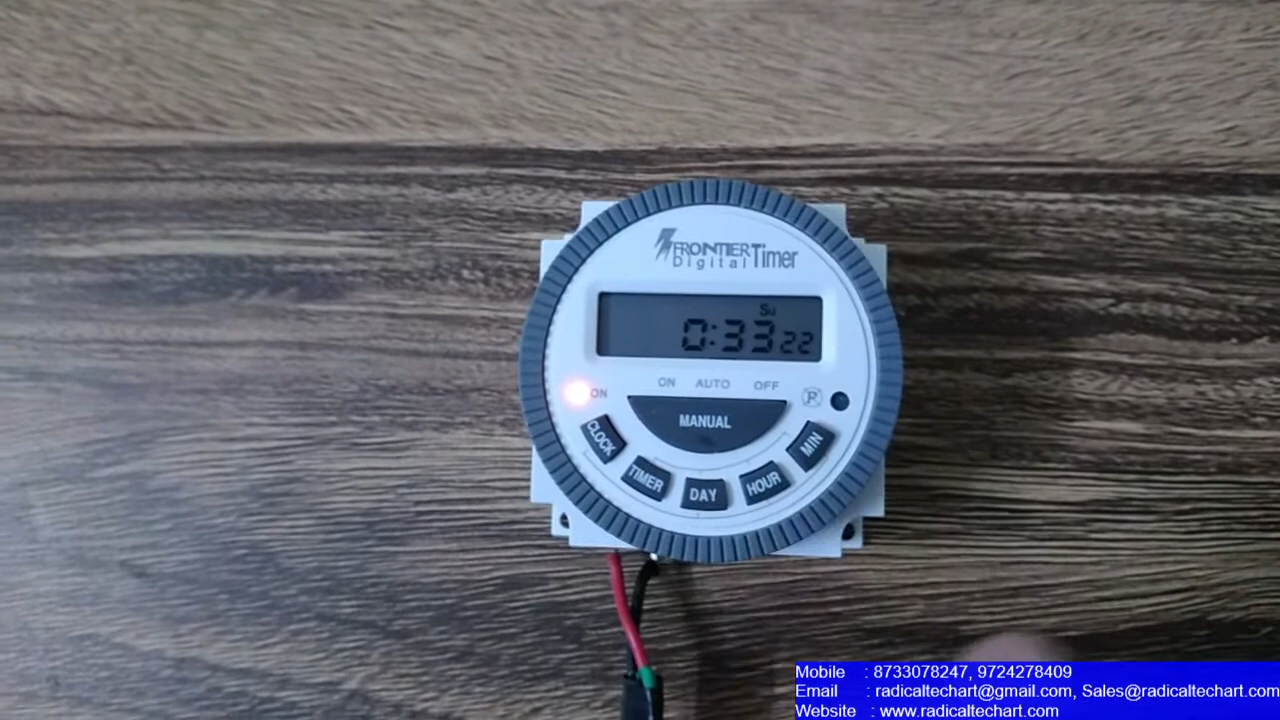 FRONTIER
Digital Timer
Su
0:33 22
ON AUTO OFF
ON
R
MANUAL
CLOCK
TIMER
DAY
HOUR
MIN
Mobile : 8733078247, 9724278409
Email : radicaltechart@gmail.com, Sales@radicaltechart.com
Website : www.radicaltechart.com